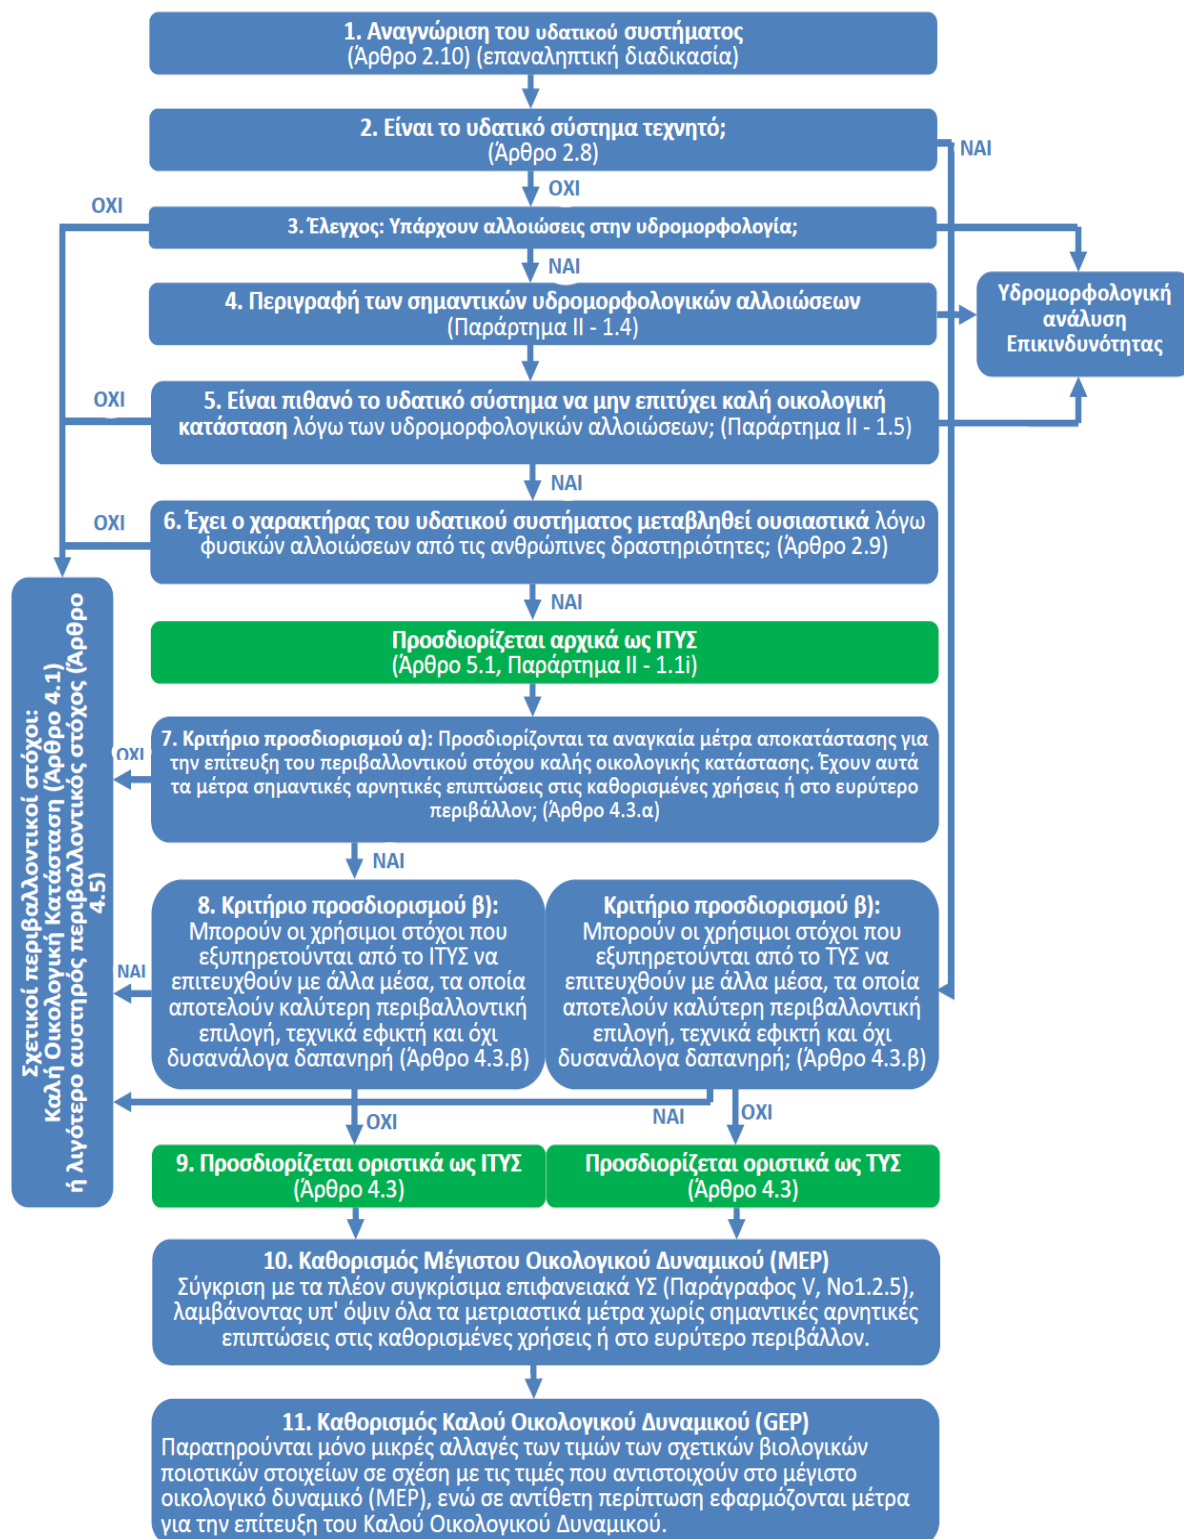 1. Αναγνώριση του υδατικού συστήματος
(Άρθρο 2.10) (επαναληπτική διαδικασία)
2. Είναι το υδατικό σύστημα τεχνητό;
(Άρθρο 2.8)
ΝΑΙ
ΟΧΙ
ΟΧΙ
3. Έλεγχος: Υπάρχουν αλλοιώσεις στην υδρομορφολογία;
ΝΑΙ
4. Περιγραφή των σημαντικών υδρομορφολογικών αλλοιώσεων
(Παράρτημα II - 1.4)
Υδρομορφολογική
ανάλυση
Επικινδυνότητας
ΟΧΙ
5. Είναι πιθανό το υδατικό σύστημα να μην επιτύχει καλή οικολογική
κατάσταση λόγω των υδρομορφολογικών αλλοιώσεων; (Παράρτημα II - 1.5)
ΝΑΙ
ΟΧΙ
6. Έχει ο χαρακτήρας του υδατικού συστήματος μεταβληθεί ουσιαστικά λόγω
φυσικών αλλοιώσεων από τις ανθρώπινες δραστηριότητες; (Άρθρο 2.9)
ΝΑΙ
Προσδιορίζεται αρχικά ως ΙΤΥΣ
(Άρθρο 5.1, Παράρτημα II - 1.1i)
Σχετικοί περιβαλλοντικοί στόχοι:
Καλή Οικολογική Κατάσταση (Άρθρο 4.1)
ή λιγότερο αυστηρός περιβαλλοντικός στόχος (Άρθρο
4.5)
ΟΧΙ
7. Κριτήριο προσδιορισμού α): Προσδιορίζονται τα αναγκαία μέτρα αποκατάστασης για
την επίτευξη του περιβαλλοντικού στόχου καλής οικολογικής κατάστασης. Έχουν αυτά
τα μέτρα σημαντικές αρνητικές επιπτώσεις στις καθορισμένες χρήσεις ή στο ευρύτερο
περιβάλλον; (Άρθρο 4.3.α)
ΝΑΙ
8. Κριτήριο προσδιορισμού β):
Μπορούν οι χρήσιμοι στόχοι που
εξυπηρετούνται από το ΙΤΥΣ να
επιτευχθούν με άλλα μέσα, τα οποία
αποτελούν καλύτερη περιβαλλοντική
επιλογή, τεχνικά εφικτή και όχι
δυσανάλογα δαπανηρή (Άρθρο 4.3.β)
ΝΑΙ
Κριτήριο προσδιορισμού β):
Μπορούν οι χρήσιμοι στόχοι που
εξυπηρετούνται από το ΤΥΣ να
επιτευχθούν με άλλα μέσα, τα οποία
αποτελούν καλύτερη περιβαλλοντική
επιλογή, τεχνικά εφικτή και όχι
δυσανάλογα δαπανηρή; (Άρθρο 4.3.β)
ΟΧΙ
ΝΑΙ
ΟΧΙ
9. Προσδιορίζεται οριστικά ως ΙΤΥΣ
(Άρθρο 4.3)
Προσδιορίζεται οριστικά ως ΤΥΣ
(Άρθρο 4.3)
10. Καθορισμός Μέγιστου Οικολογικού Δυναμικού (MEP)
Σύγκριση με τα πλέον συγκρίσιμα επιφανειακά ΥΣ (Παράγραφος V, No1.2.5),
λαμβάνοντας υπ' όψιν όλα τα μετριαστικά μέτρα χωρίς σημαντικές αρνητικές
επιπτώσεις στις καθορισμένες χρήσεις ή στο ευρύτερο περιβάλλον.
11. Καθορισμός Καλού Οικολογικού Δυναμικού (GEP)
Παρατηρούνται μόνο μικρές αλλαγές των τιμών των σχετικών βιολογικών
ποιοτικών στοιχείων σε σχέση με τις τιμές που αντιστοιχούν στο μέγιστο
οικολογικό δυναμικό (MEP), ενώ σε αντίθετη περίπτωση εφαρμόζονται μέτρα
για την επίτευξη του Καλού Οικολογικού Δυναμικού.